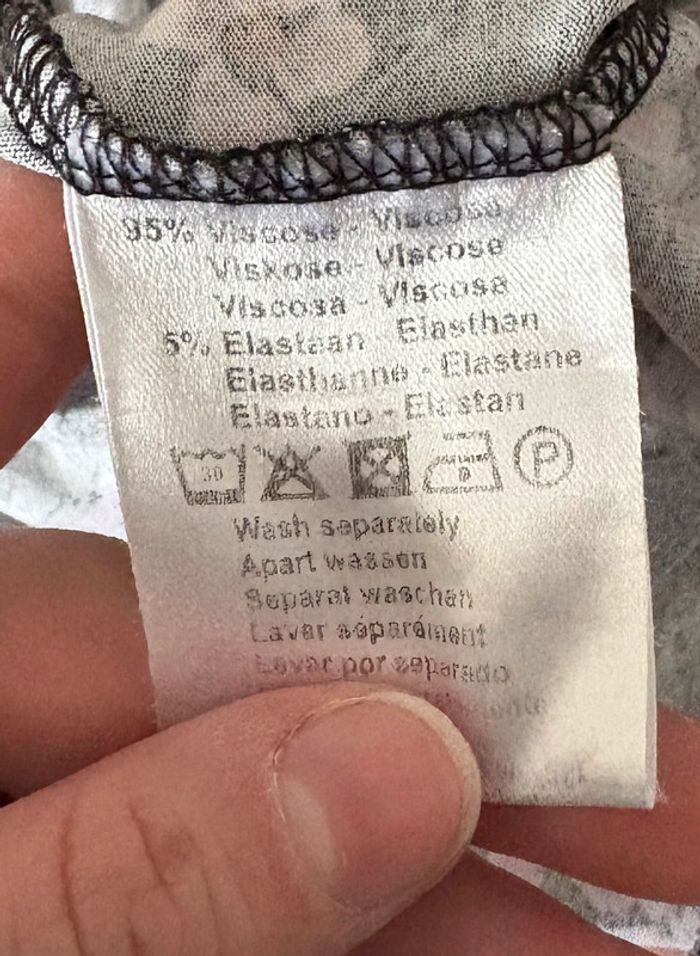 95% Viscose - Viscose
Viskose - Viscose
Viscosa - Viscose
5% Elastaan - Elasthan
Elasthanne - Elastane
Elastano - Elastan
30 P
Wash separately
Apart wassen
Separat waschen
Laver séparément
Lavar por separado